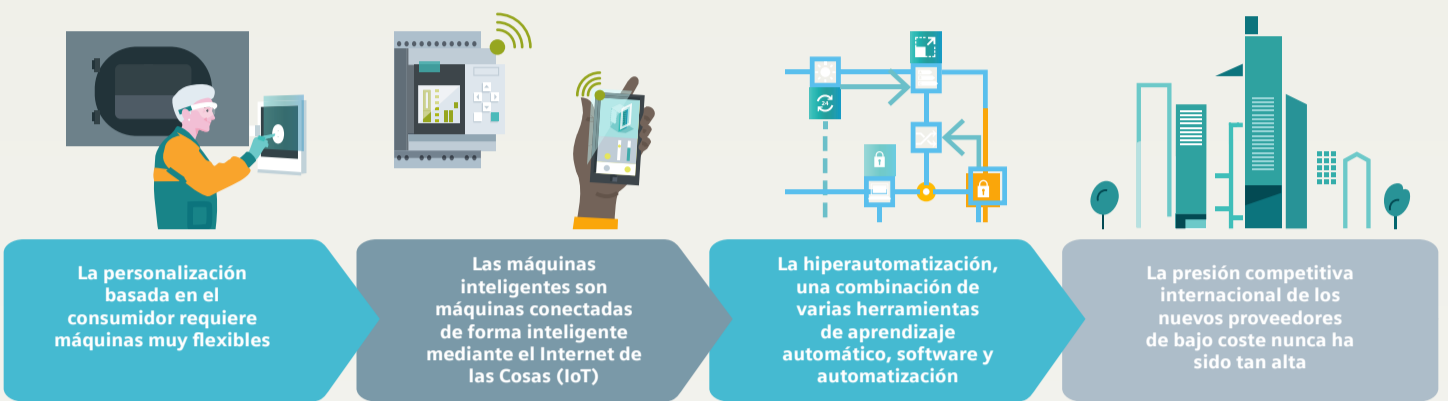 24
La personalización
basada en el
consumidor requiere
máquinas muy flexibles
Las máquinas
inteligentes son
máquinas conectadas
de forma inteligente
mediante el Internet de
las Cosas (IoT)
La hiperautomatización,
una combinación de
varias herramientas
de aprendizaje
automático, software y
automatización
La presión competitiva
internacional de los
nuevos proveedores
de bajo coste nunca ha
sido tan alta